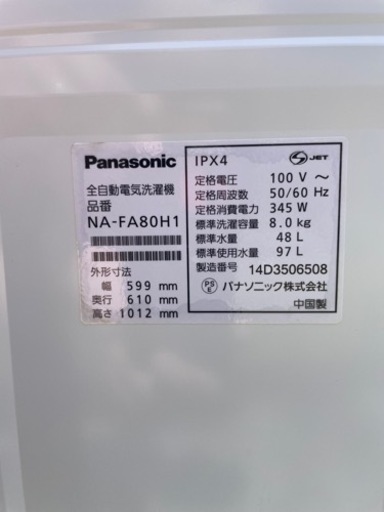 Panasonic
全自動電気洗濯機
品番
NA-FA80H1
外形寸法
幅 599 mm
奥行 610 mm
高さ 1012 mm
IPX4
S JET
定格電圧 100 V ～
定格周波数 50/60 Hz
定格消費電力 345 W
標準洗濯容量 8.0 kg
標準水量 48 L
標準使用水量 97 L
製造番号 14D3506508
PS E パナソニック株式会社
中国製